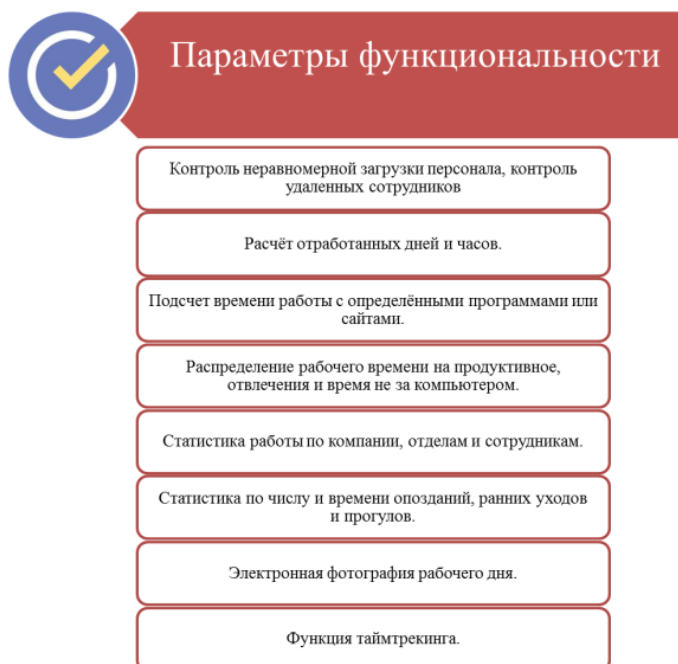 Параметры функциональности
Контроль неравномерной загрузки персонала, контроль
удаленных сотрудников
Расчёт отработанных дней и часов.
Подсчет времени работы с определёнными программами или
сайтами.
Распределение рабочего времени на продуктивное,
отвлечения и время не за компьютером.
Статистика работы по компании, отделам и сотрудникам.
Статистика по числу и времени опозданий, ранних уходов
и прогулов.
Электронная фотография рабочего дня.
Функция таймтрекинга.